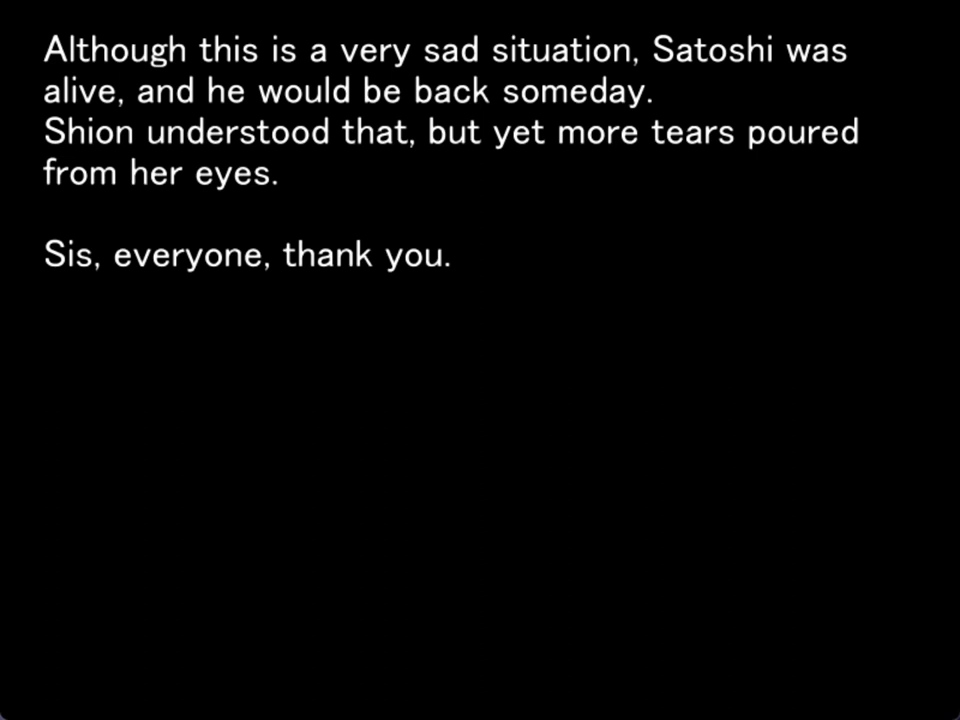 Although this is a very sad situation, Satoshi was
alive, and he would be back someday.
Shion understood that, but yet more tears poured
from her eyes.
Sis, everyone, thank you.